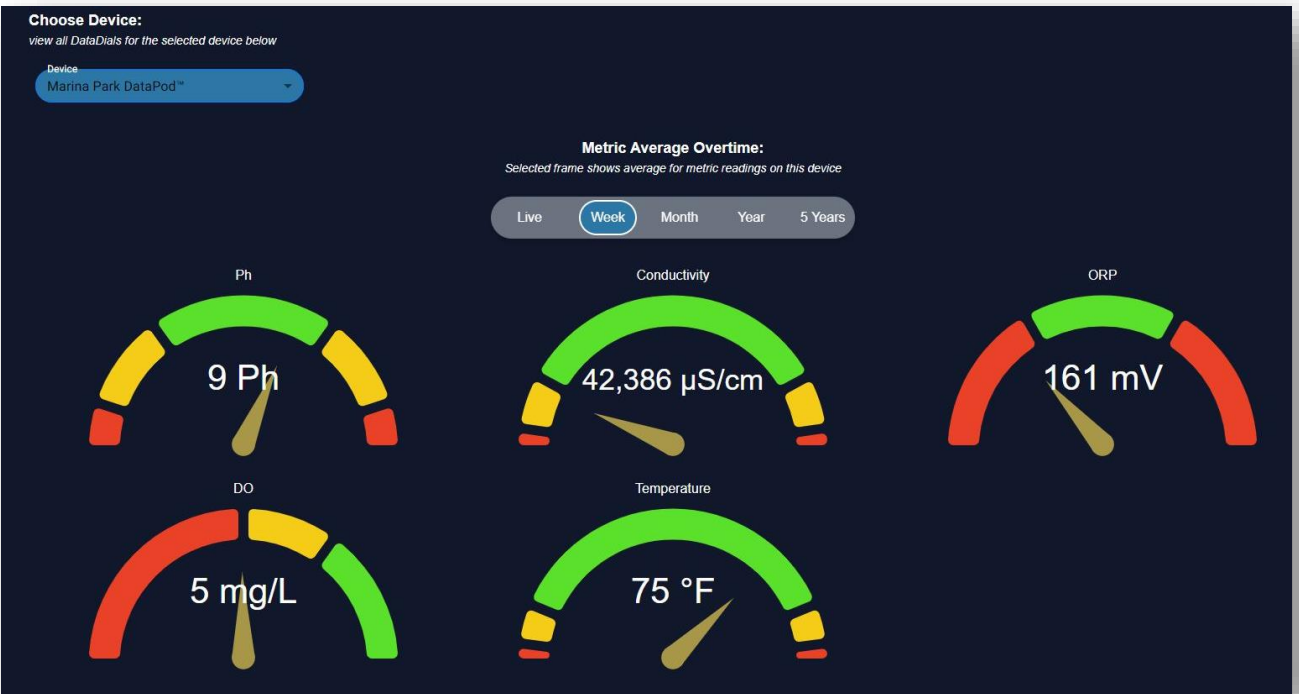 Choose Device:
view all DataDials for the selected device below
Device
Marina Park DataPod™
Metric Average Overtime:
Selected frame shows average for metric readings on this device
Live Week Month Year 5 Years
Ph Conductivity ORP
9 Ph 42,386 µS/cm 161 mV
DO Temperature
5 mg/L 75 °F